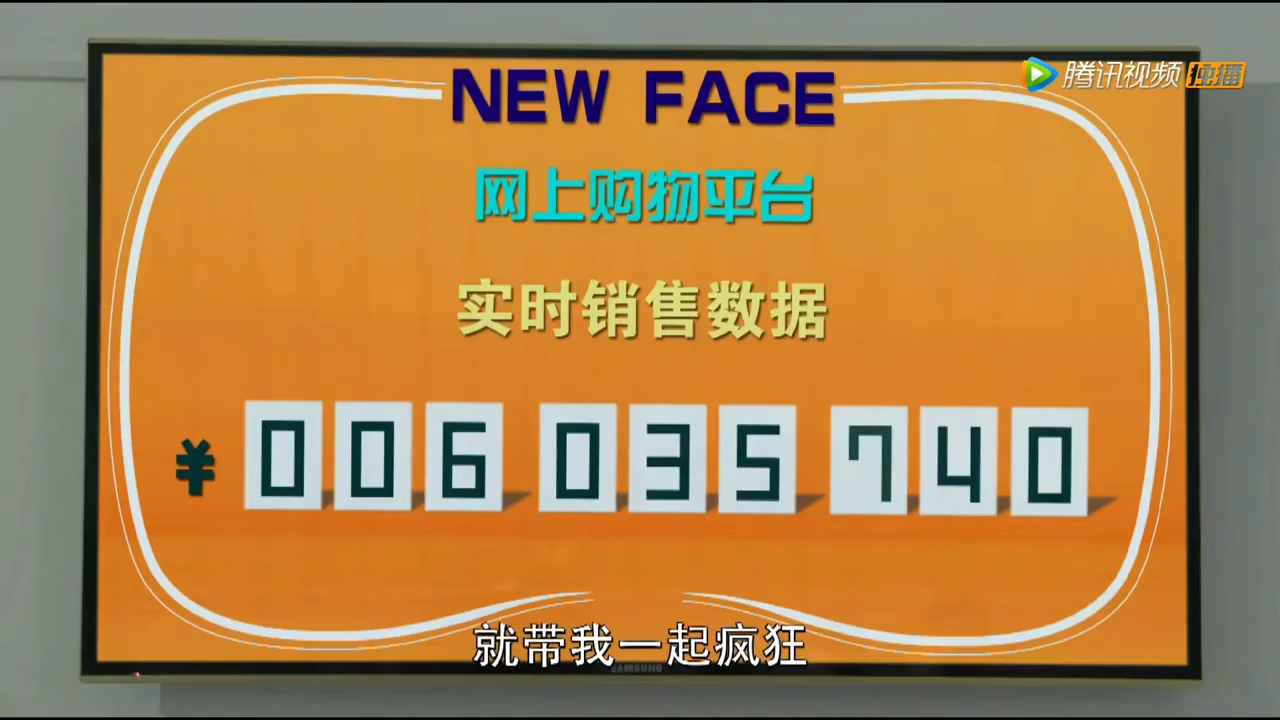 NEW FACE
腾讯视频 独播
网上购物平台
实时销售数据
¥ 006 035 740
就带我一起疯狂
SAMSUNG